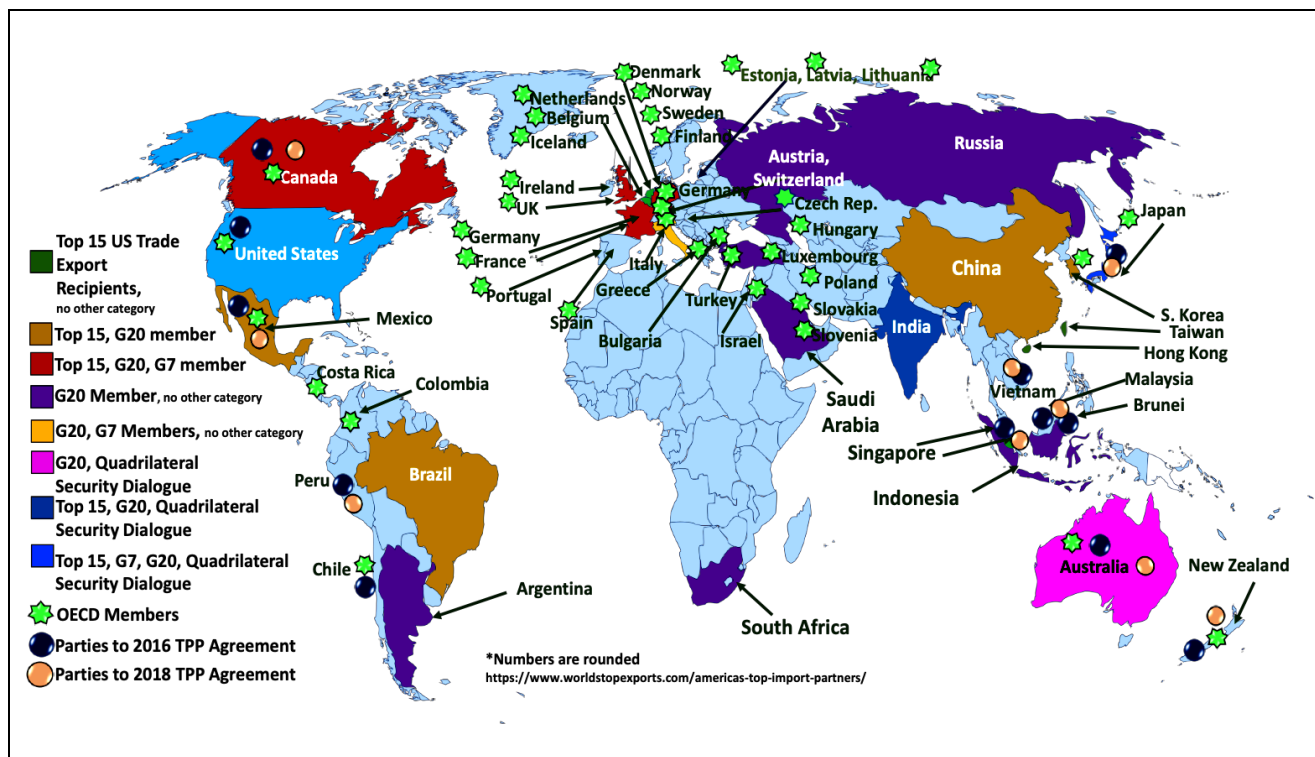 Denmark
Estonia, Latvia, Lithuania
Netherlands
Norway
Belgium
Sweden
Iceland
Finland
Russia
Austria,
Switzerland
Canada
Ireland
Germany
UK
Czech Rep.
Japan
Hungary
United States
Germany
France
Italy
Luxembourg
China
Portugal
Greece
Turkey
Poland
S. Korea
Mexico
Spain
Bulgaria
Israel
Slovakia
Slovenia
India
Taiwan
Hong Kong
Costa Rica
Colombia
Vietnam
Malaysia
Saudi
Arabia
Brunei
Singapore
Peru
Brazil
Indonesia
Chile
Argentina
South Africa
Australia
New Zealand
Top 15 US Trade
Export
Recipients,
no other category
Top 15, G20 member
Top 15, G20, G7 member
G20 Member, no other category
G20, G7 Members, no other category
G20, Quadrilateral
Security Dialogue
Top 15, G20, Quadrilateral
Security Dialogue
Top 15, G7, G20, Quadrilateral
Security Dialogue
OECD Members
Parties to 2016 TPP Agreement
Parties to 2018 TPP Agreement
*Numbers are rounded
https://www.worldstopexports.com/americas-top-import-partners/